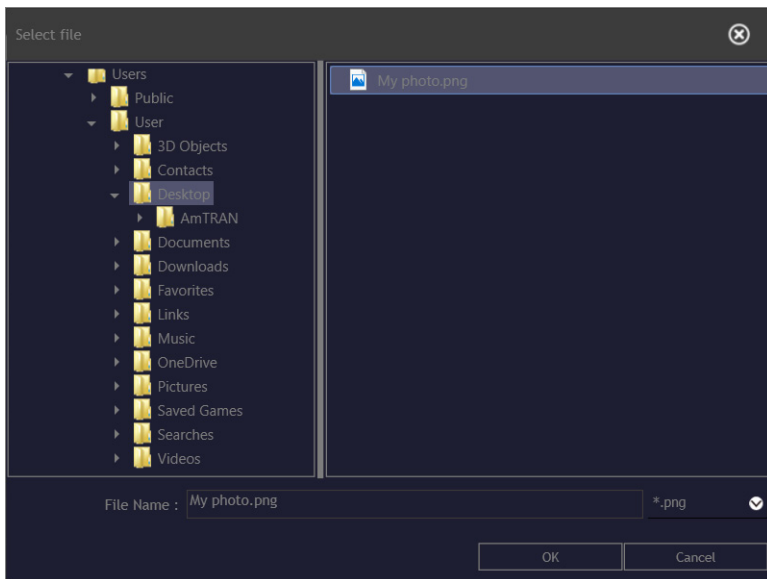 Select file
Users
Public
User
3D Objects
Contacts
Desktop
AmTRAN
Documents
Downloads
Favorites
Links
Music
OneDrive
Pictures
Saved Games
Searches
Videos
My photo.png
File Name : My photo.png *.png
OK Cancel